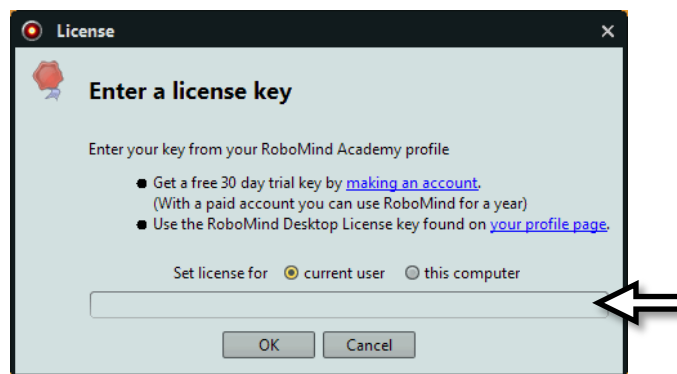 License
Enter a license key
Enter your key from your RoboMind Academy profile
Get a free 30 day trial key by making an account.
(With a paid account you can use RoboMind for a year)
Use the RoboMind Desktop License key found on your profile page.
Set license for current user this computer
OK Cancel